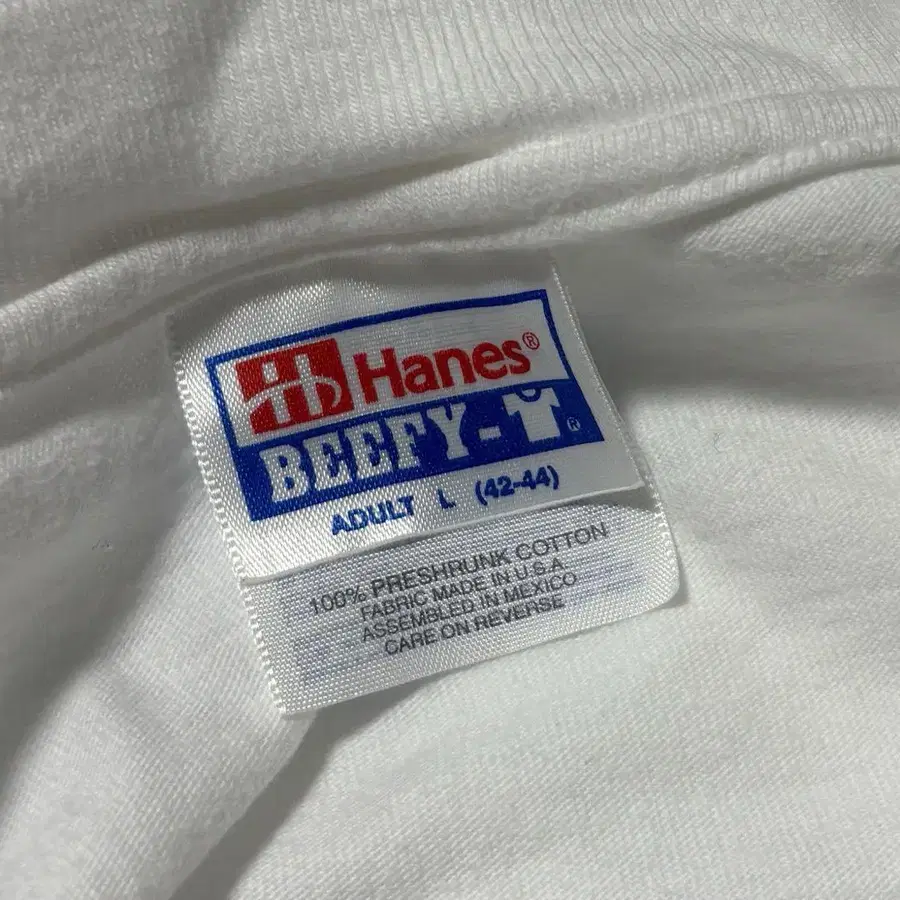 Hanes®
BEEFY-T®
ADULT L (42-44)
100% PRESHRUNK COTTON
FABRIC MADE IN U.S.A.
ASSEMBLED IN MEXICO
CARE ON REVERSE